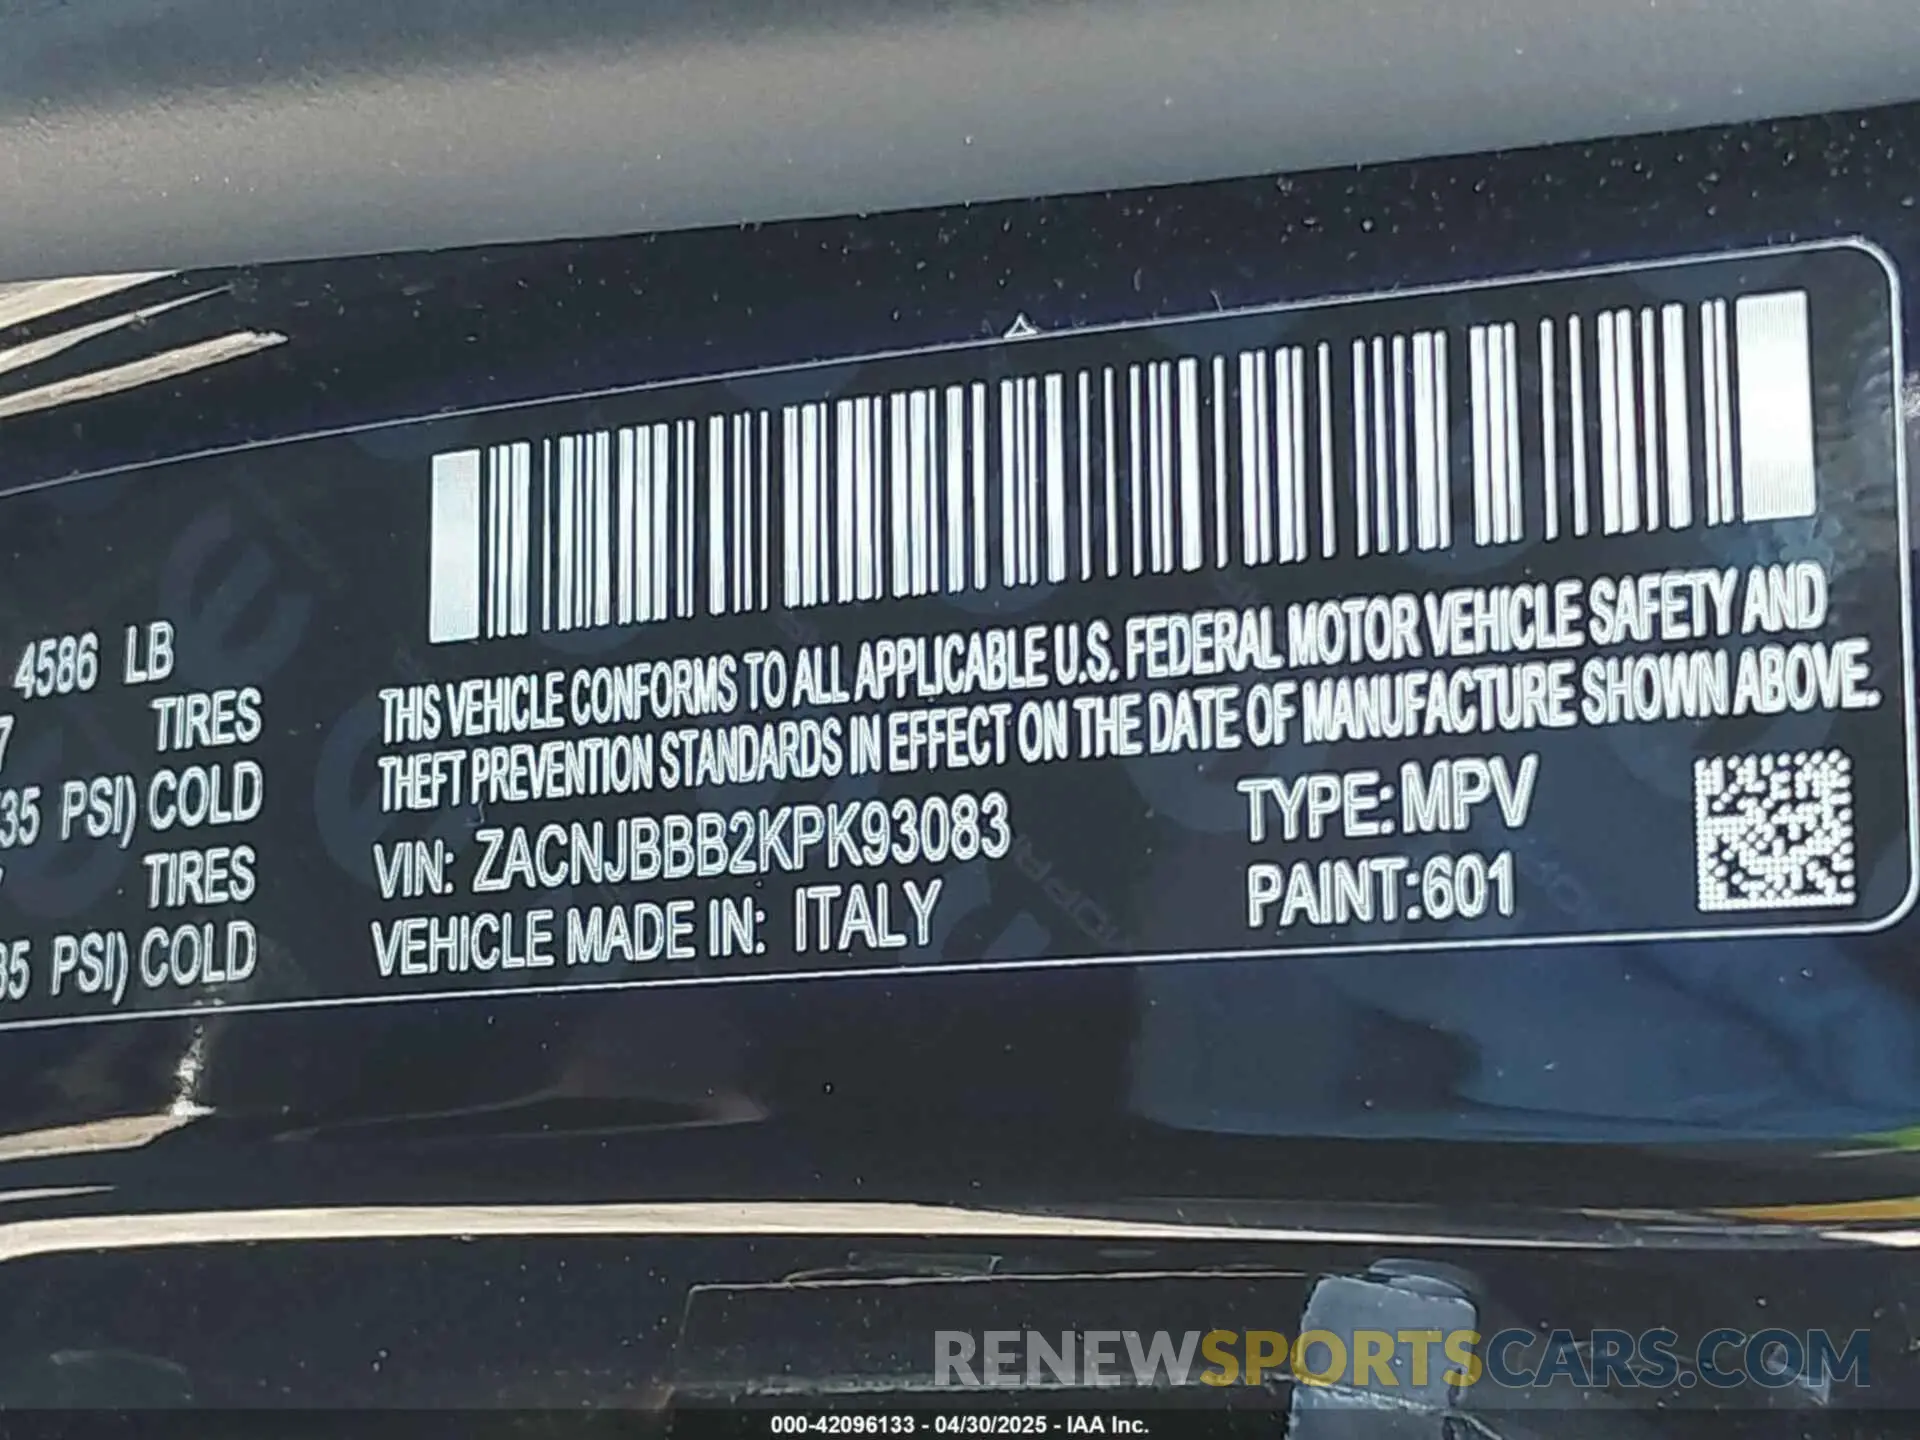 4586 LB
7 TIRES
35 PSI) COLD
TIRES
35 PSI) COLD
THIS VEHICLE CONFORMS TO ALL APPLICABLE U.S. FEDERAL MOTOR VEHICLE SAFETY AND
THEFT PREVENTION STANDARDS IN EFFECT ON THE DATE OF MANUFACTURE SHOWN ABOVE.
VIN: ZACNJBBB2KPK93083
TYPE: MPV
VEHICLE MADE IN: ITALY
PAINT: 601
RENEWSPORTSCARS.COM
000-42096133 - 04/30/2025 - IAA Inc.